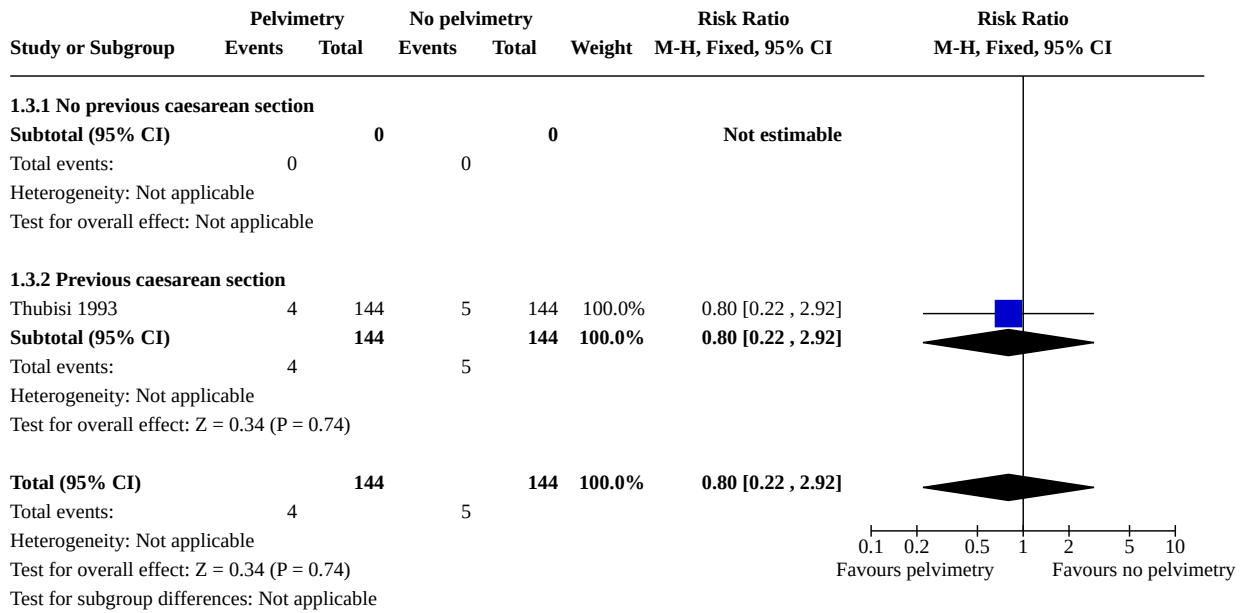 Pelvimetry No pelvimetry Risk Ratio Risk Ratio
Study or Subgroup Events Total Events Total Weight M-H, Fixed, 95% CI M-H, Fixed, 95% CI
1.3.1 No previous caesarean section
Subtotal (95% CI) 0 0 Not estimable
Total events: 0 0
Heterogeneity: Not applicable
Test for overall effect: Not applicable
1.3.2 Previous caesarean section
Thubisi 1993 4 144 5 144 100.0% 0.80 [0.22 , 2.92]
Subtotal (95% CI) 144 144 100.0% 0.80 [0.22 , 2.92]
Total events: 4 5
Heterogeneity: Not applicable
Test for overall effect: Z = 0.34 (P = 0.74)
Total (95% CI) 144 144 100.0% 0.80 [0.22 , 2.92]
Total events: 4 5
Heterogeneity: Not applicable
0.1 0.2 0.5 1 2 5 10
Test for overall effect: Z = 0.34 (P = 0.74) Favours pelvimetry Favours no pelvimetry
Test for subgroup differences: Not applicable